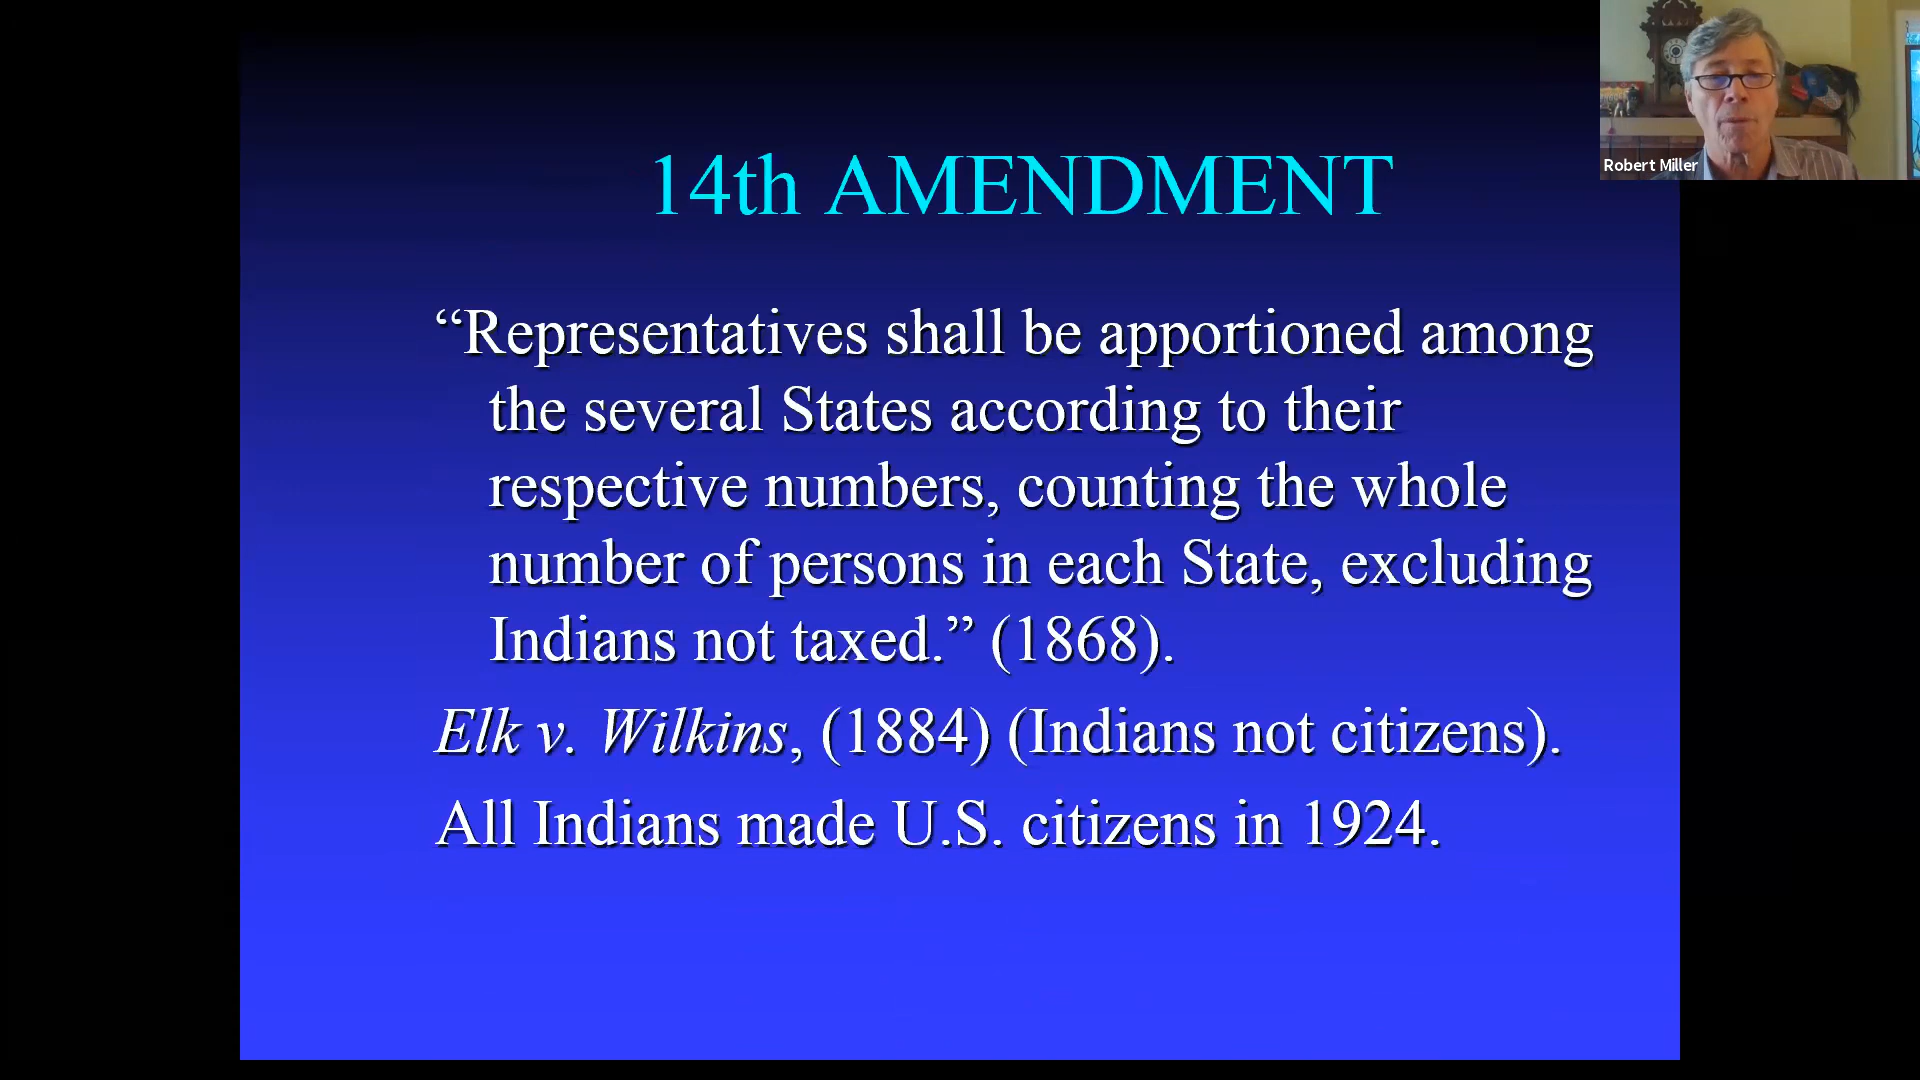 14th AMENDMENT
“Representatives shall be apportioned among
the several States according to their
respective numbers, counting the whole
number of persons in each State, excluding
Indians not taxed.” (1868).
Elk v. Wilkins, (1884) (Indians not citizens).
All Indians made U.S. citizens in 1924.
Robert Miller